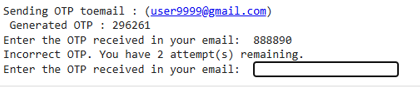 Sending OTP toemail : (user9999@gmail.com)
Generated OTP : 296261
Enter the OTP received in your email: 888890
Incorrect OTP. You have 2 attempt(s) remaining.
Enter the OTP received in your email: